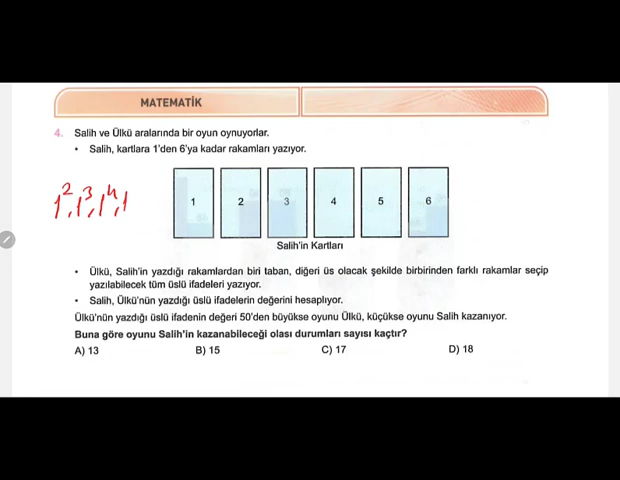 MATEMATİK
4. Salih ve Ülkü aralarında bir oyun oynuyorlar.
• Salih, kartlara 1'den 6'ya kadar rakamları yazıyor.
1², 1³, 1⁴, 1
1 2 3 4 5 6
Salih'in Kartları
• Ülkü, Salih'in yazdığı rakamlardan biri taban, diğeri üs olacak şekilde birbirinden farklı rakamlar seçip
yazılabilecek tüm üslü ifadeleri yazıyor.
• Salih, Ülkü'nün yazdığı üslü ifadelerin değerini hesaplıyor.
Ülkü'nün yazdığı üslü ifadenin değeri 50'den büyükse oyunu Ülkü, küçükse oyunu Salih kazanıyor.
Buna göre oyunu Salih'in kazanabileceği olası durumları sayısı kaçtır?
A) 13 B) 15 C) 17 D) 18